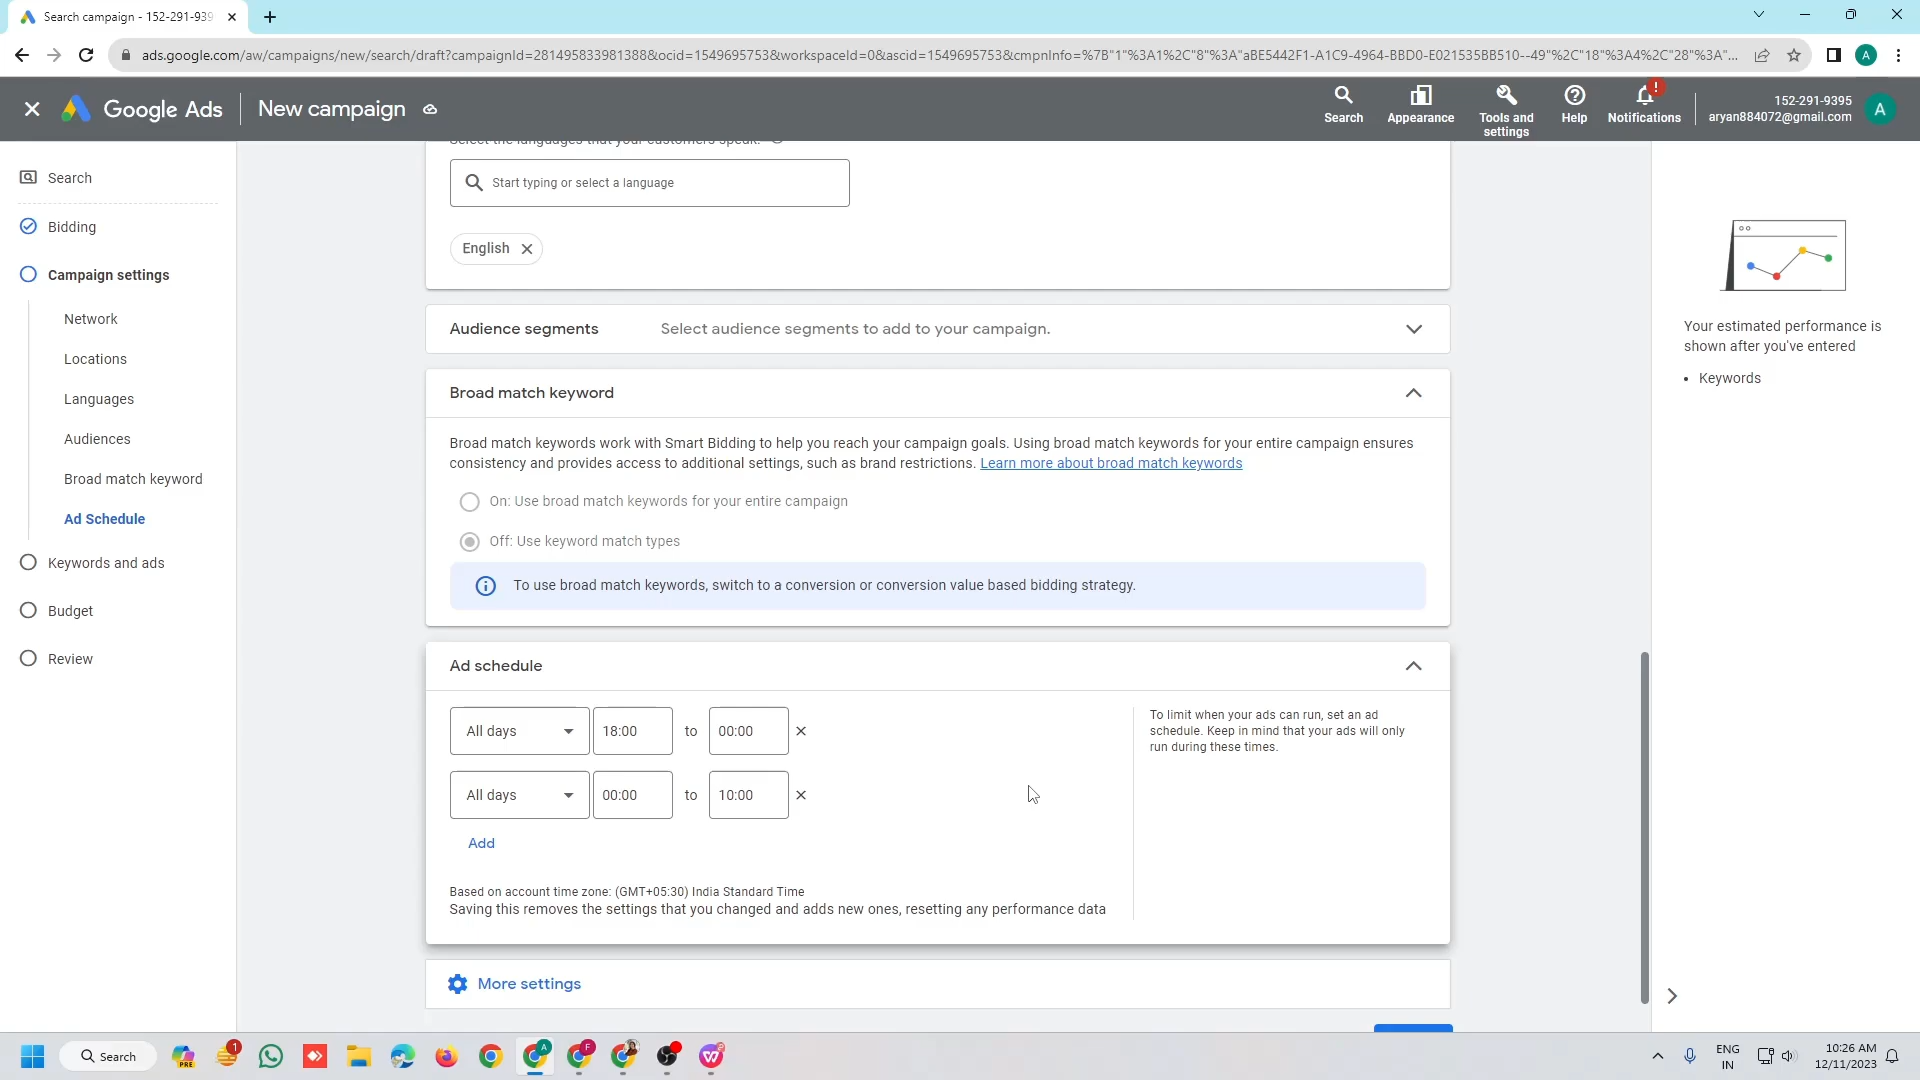 Search campaign - 152-291-939
ads.google.com/aw/campaigns/new/search/draft?campaignId=281495833981388&ocid=1549695753&workspaceId=0&ascid=1549695753&cmpnInfo=%7B"1"%3A1%2C"8"%3A"aBE5442F1-A1C9-4964-BBD0-E021535BB510--49"%2C"18"%3A4%2C"28"%3A"...
A
Google Ads
New campaign
Search
Appearance
Tools and settings
Help
!
Notifications
152-291-9395
aryan884072@gmail.com
A
Search
Bidding
Campaign settings
Network
Locations
Languages
Audiences
Broad match keyword
Ad Schedule
Keywords and ads
Budget
Review
Select the languages that your customers speak.
Start typing or select a language
English
Audience segments
Select audience segments to add to your campaign.
Broad match keyword
Broad match keywords work with Smart Bidding to help you reach your campaign goals. Using broad match keywords for your entire campaign ensures
consistency and provides access to additional settings, such as brand restrictions. Learn more about broad match keywords
On: Use broad match keywords for your entire campaign
Off: Use keyword match types
To use broad match keywords, switch to a conversion or conversion value based bidding strategy.
Ad schedule
All days 18:00 to 00:00
All days 00:00 to 10:00
Add
To limit when your ads can run, set an ad
schedule. Keep in mind that your ads will only
run during these times.
Based on account time zone: (GMT+05:30) India Standard Time
Saving this removes the settings that you changed and adds new ones, resetting any performance data
More settings
Your estimated performance is
shown after you've entered
• Keywords
Search
PRE
1
A
F
ENG
IN
10:26 AM
12/11/2023